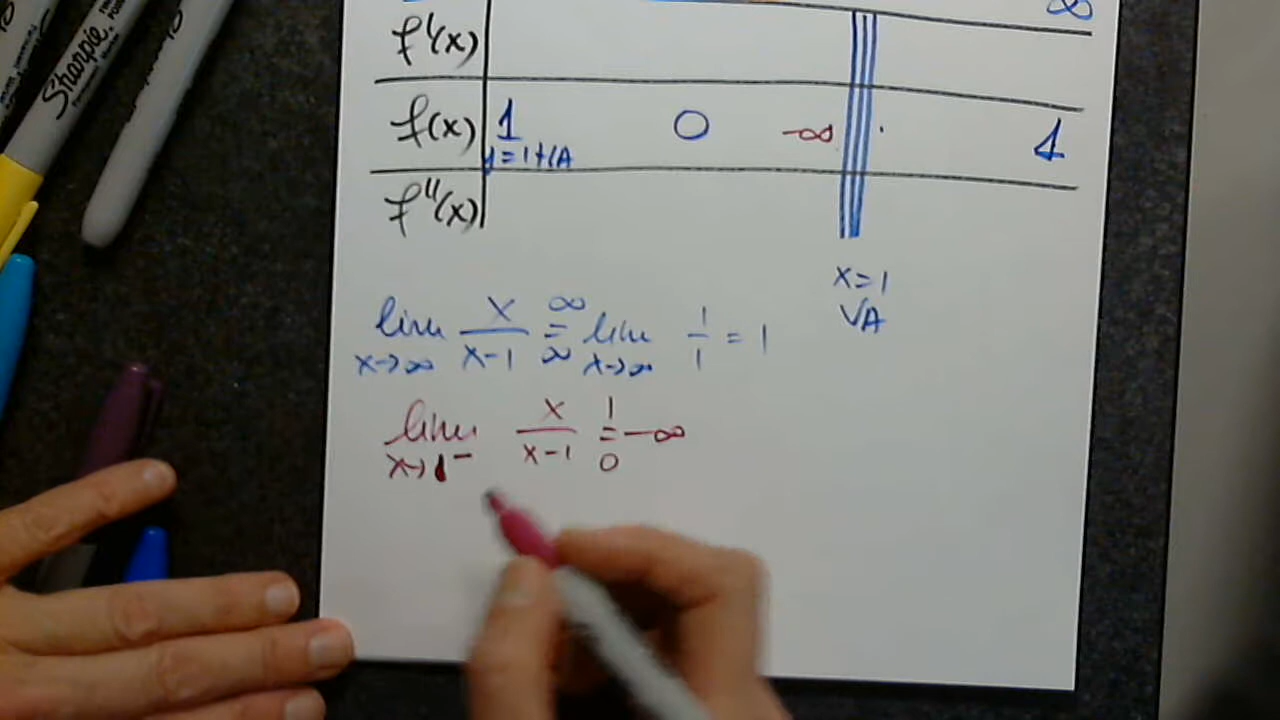 ∞
f'(x)
f(x) 1 0 -∞ 1
y=1 HA
f''(x)
x=1
VA
lim x→∞ x/(x-1) ∞=∞ lim x→∞ 1/1 = 1
lim x→1⁻ x/(x-1) 1=0 -∞
Sharpie